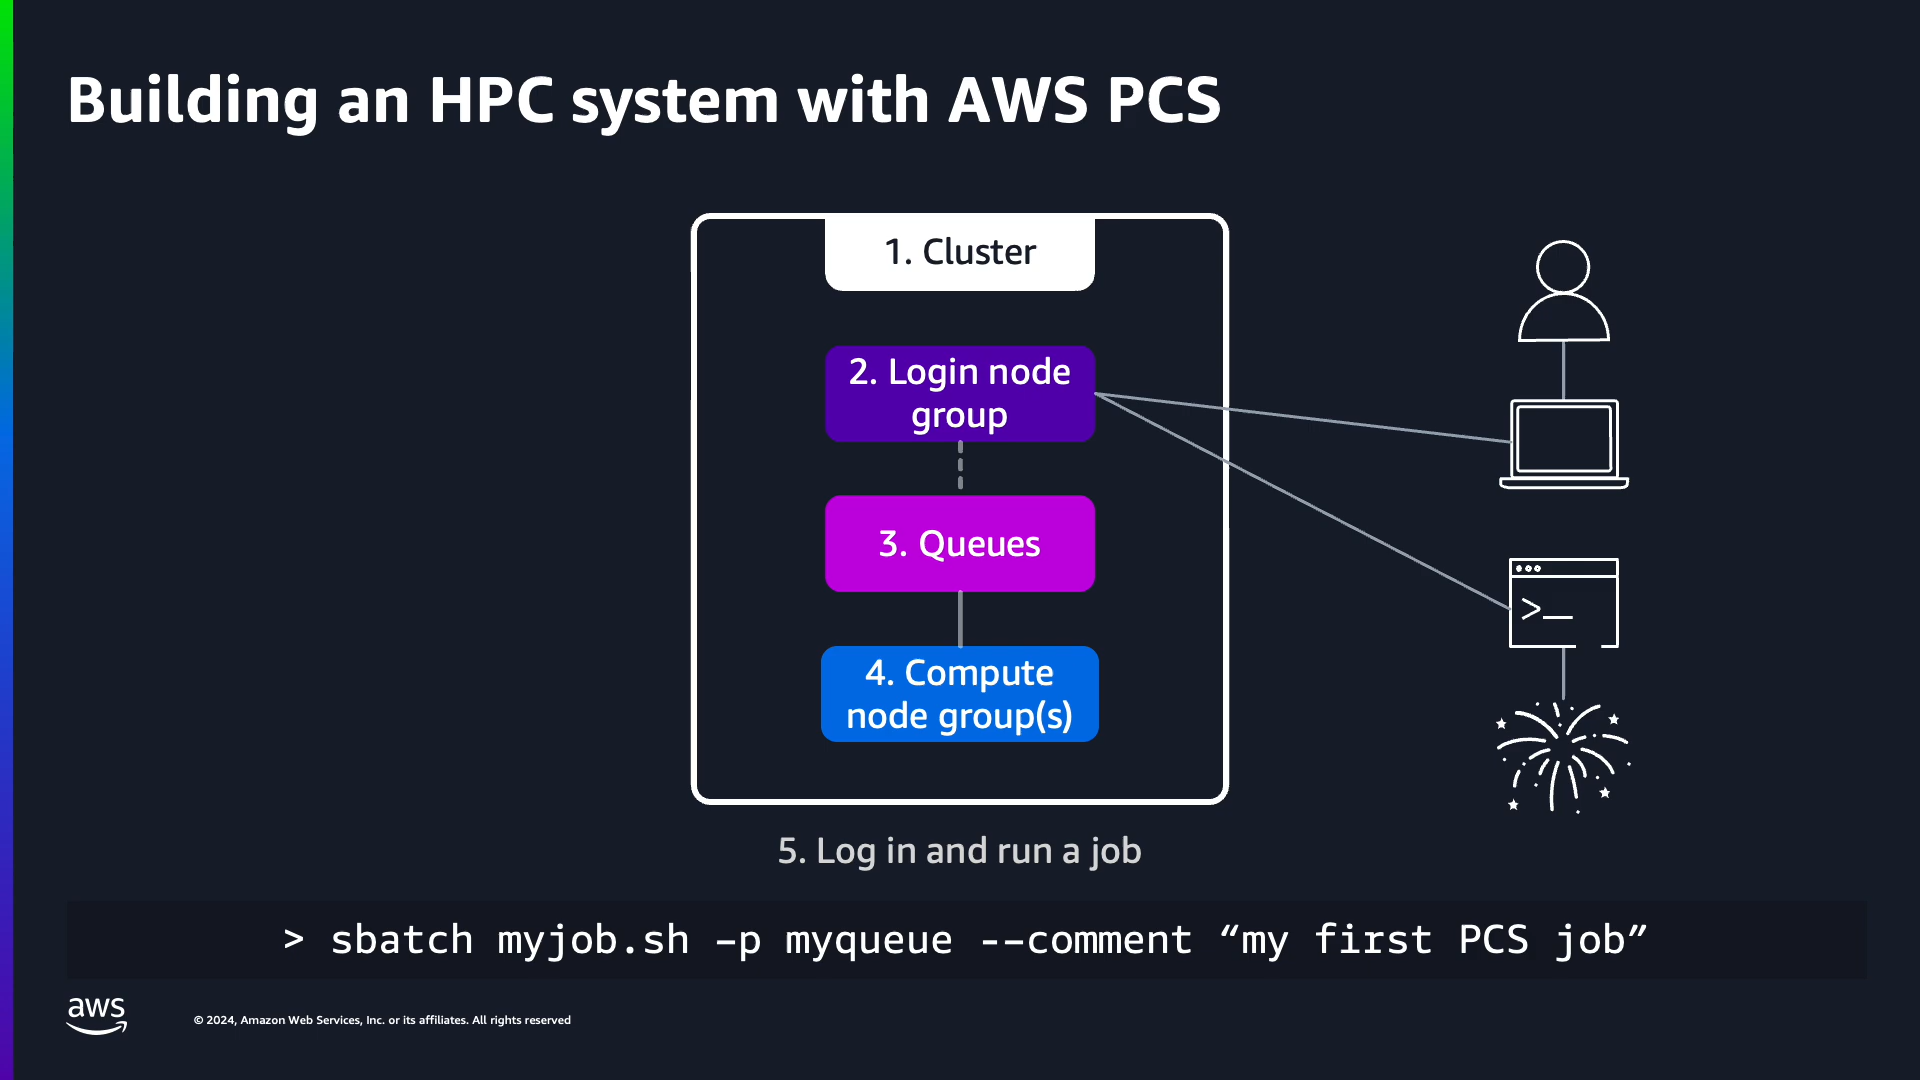 Building an HPC system with AWS PCS
1. Cluster
2. Login node
group
3. Queues
4. Compute
node group(s)
>_
5. Log in and run a job
> sbatch myjob.sh –p myqueue --comment “my first PCS job”
aws
© 2024, Amazon Web Services, Inc. or its affiliates. All rights reserved